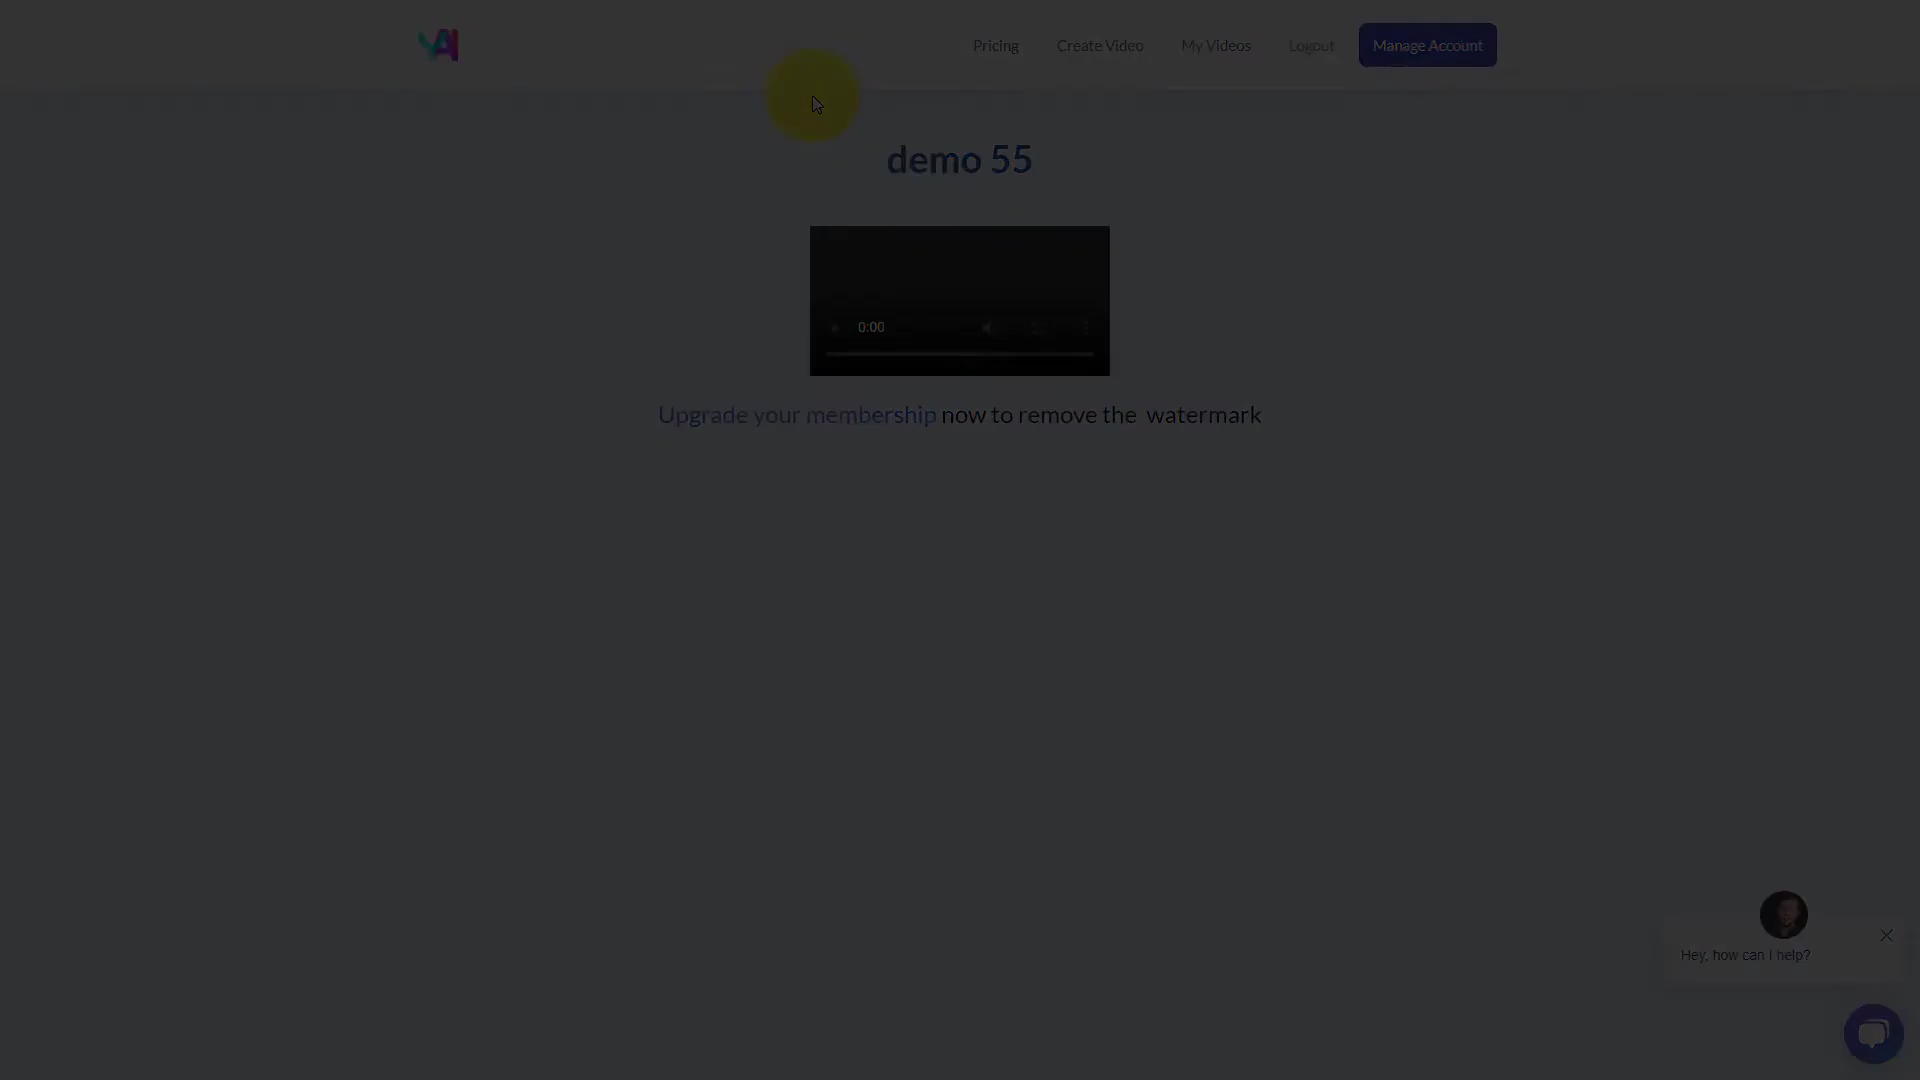 YAI
Pricing
Create Video
My Videos
Logout
Manage Account
demo 55
0:00
Upgrade your membership now to remove the watermark
Hey, how can I help?